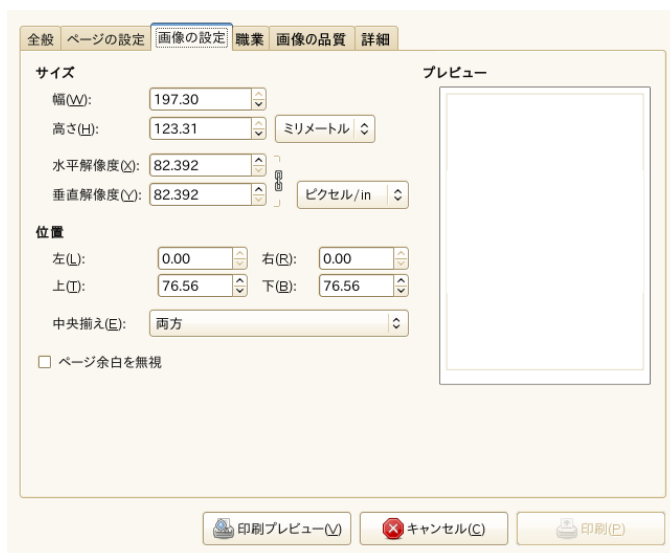 全般 ページの設定 画像の設定 職業 画像の品質 詳細
サイズ
幅(W): 197.30
高さ(H): 123.31 ミリメートル
水平解像度(X): 82.392
垂直解像度(Y): 82.392 ピクセル/in
位置
左(L): 0.00 右(R): 0.00
上(T): 76.56 下(B): 76.56
中央揃え(E): 両方
ページ余白を無視
プレビュー
印刷プレビュー(V) キャンセル(C) 印刷(P)